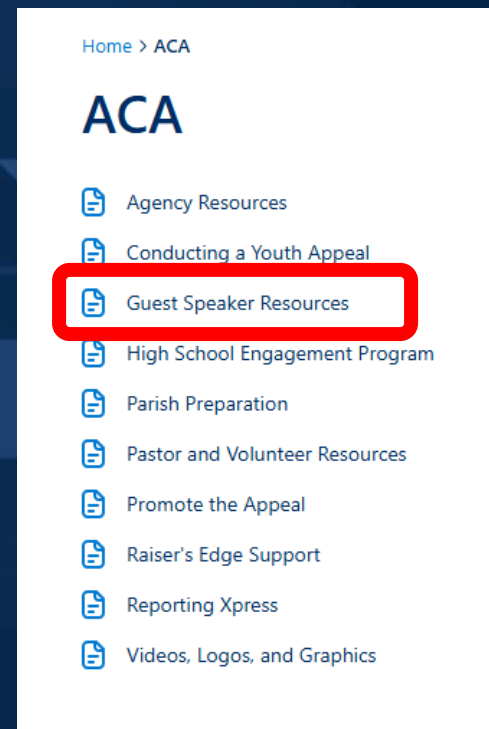 Home > ACA
ACA
Agency Resources
Conducting a Youth Appeal
Guest Speaker Resources
High School Engagement Program
Parish Preparation
Pastor and Volunteer Resources
Promote the Appeal
Raiser's Edge Support
Reporting Xpress
Videos, Logos, and Graphics